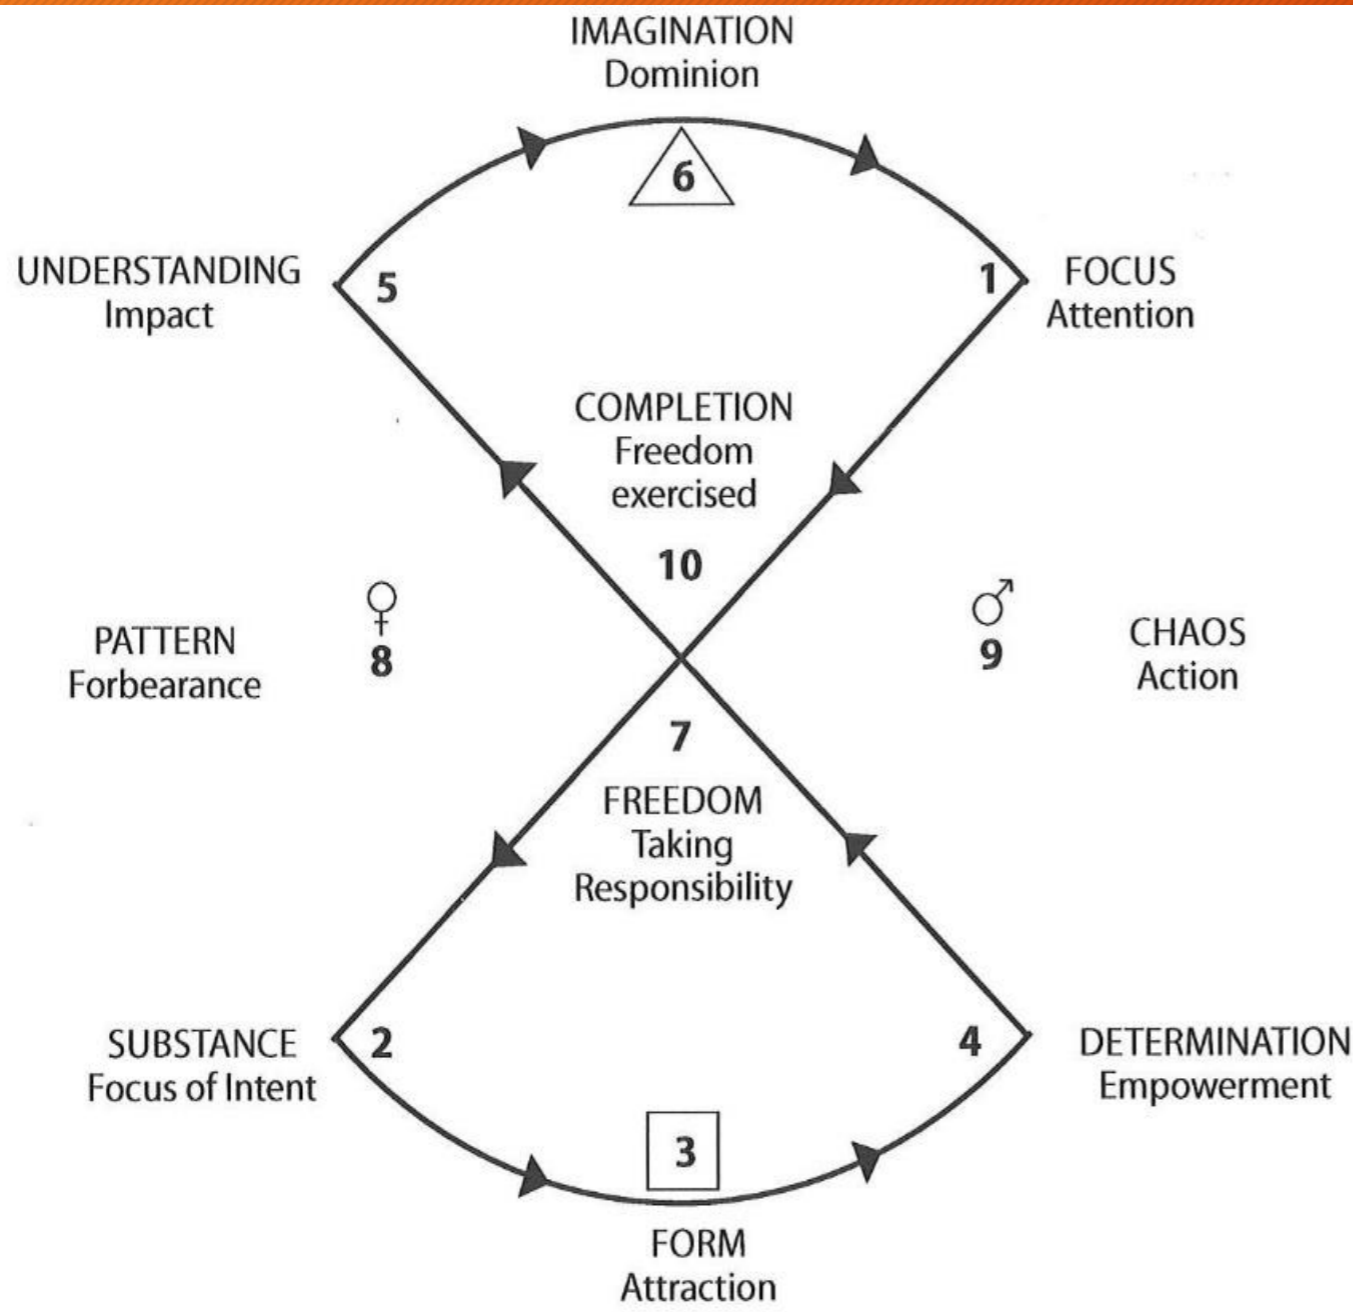 IMAGINATION
Dominion
6
UNDERSTANDING
Impact
5
1
FOCUS
Attention
COMPLETION
Freedom
exercised
10
PATTERN
Forbearance
♀
8
♂
9
CHAOS
Action
7
FREEDOM
Taking
Responsibility
SUBSTANCE
Focus of Intent
2
4
DETERMINATION
Empowerment
3
FORM
Attraction